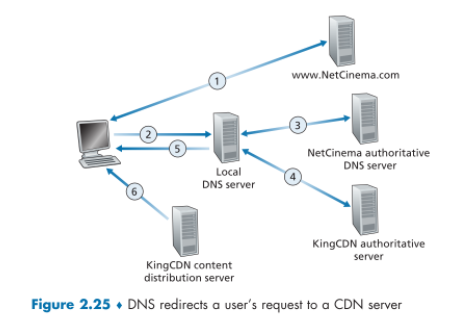 1
www.NetCinema.com
2
3
5
Local
DNS server
NetCinema authoritative
DNS server
4
6
KingCDN authoritative
server
KingCDN content
distribution server
Figure 2.25 ♦ DNS redirects a user's request to a CDN server